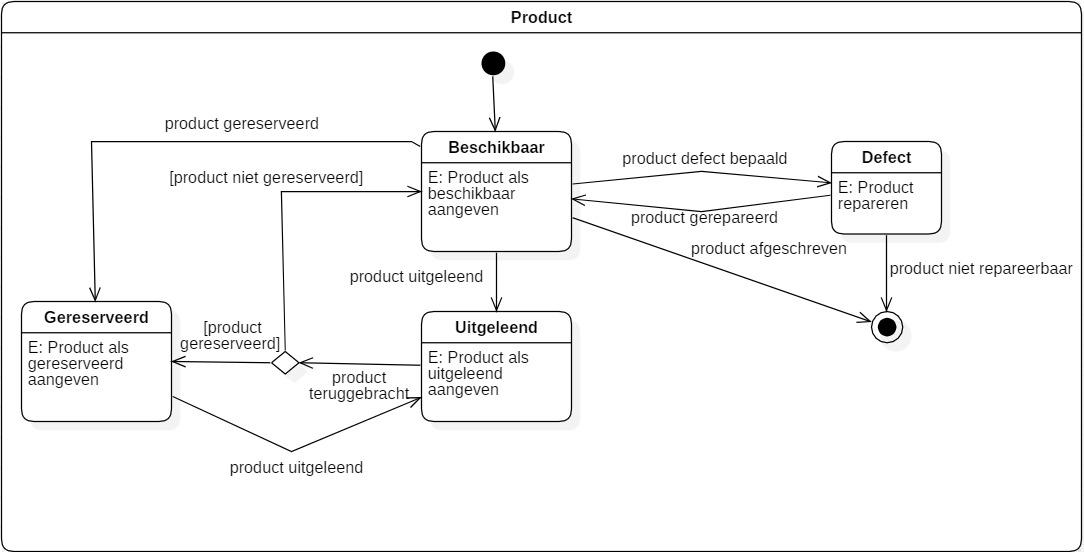 Product
product gereserveerd
Beschikbaar
E: Product als
beschikbaar
aangeven
[product niet gereserveerd]
product defect bepaald
Defect
E: Product
repareren
product gerepareerd
product afgeschreven
product niet repareerbaar
product uitgeleend
Gereserveerd
E: Product als
gereserveerd
aangeven
[product
gereserveerd]
Uitgeleend
E: Product als
uitgeleend
aangeven
product
teruggebracht
product uitgeleend